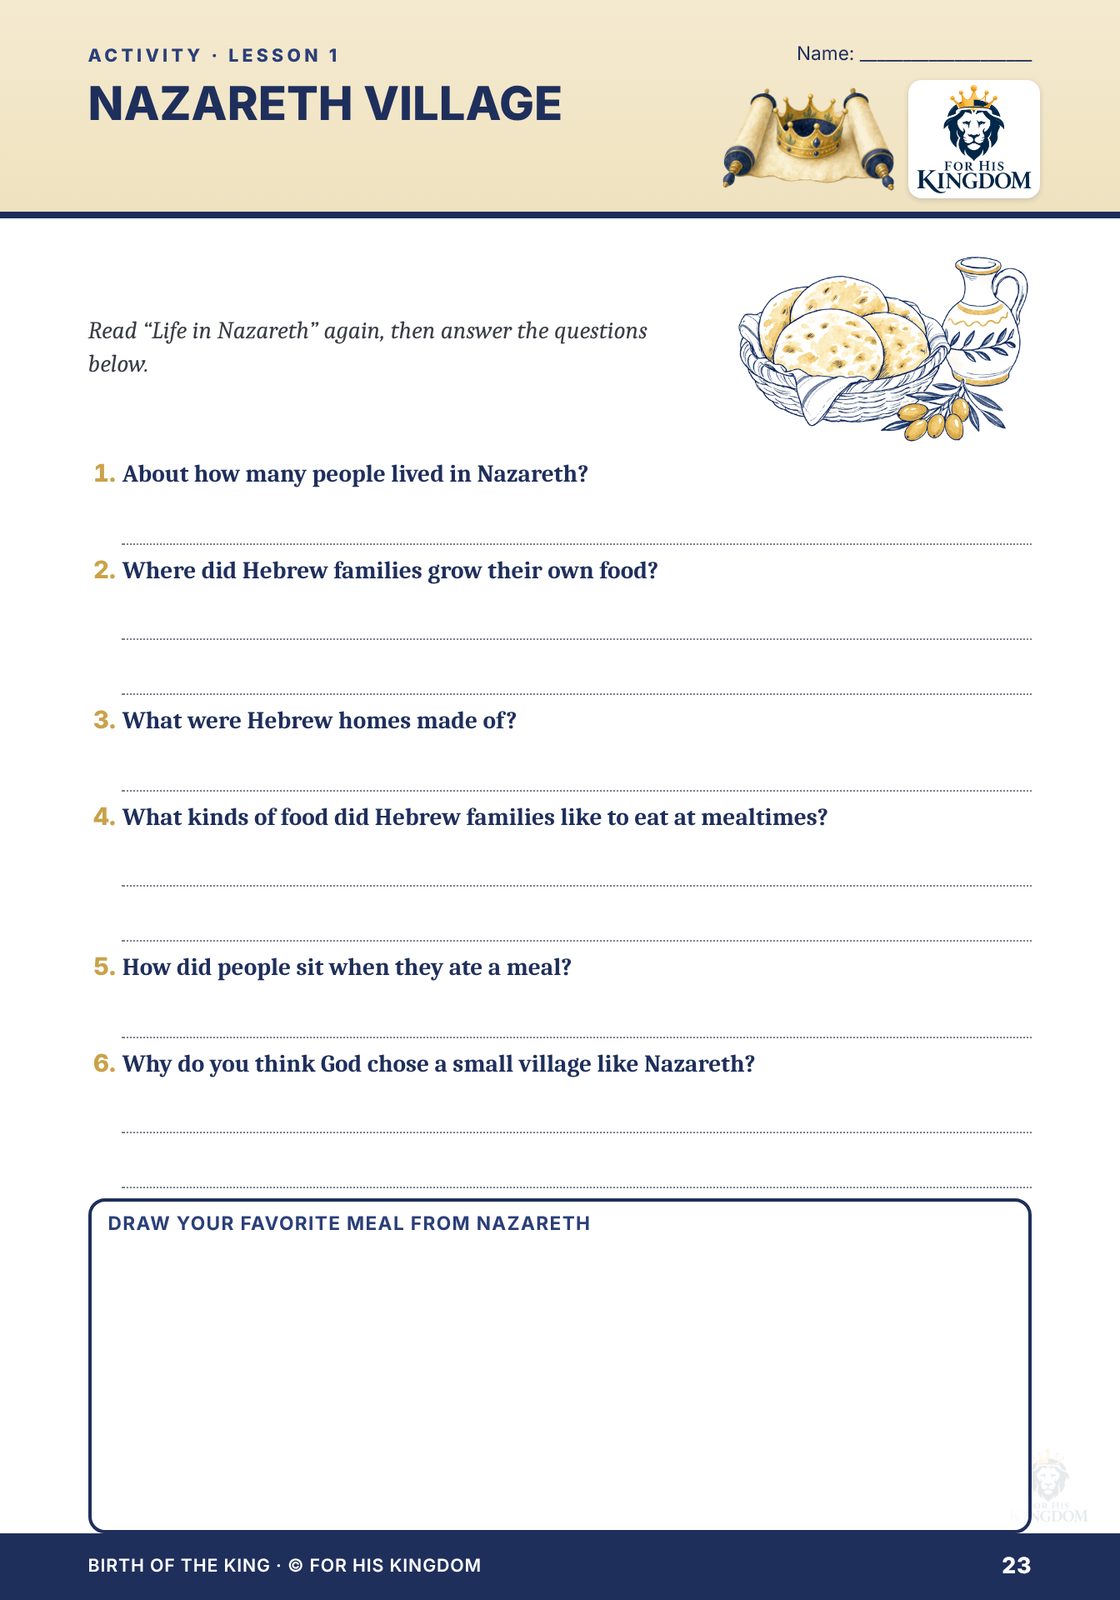 ACTIVITY · LESSON 1
Name: ________________
NAZARETH VILLAGE
FOR HIS
KINGDOM
Read “Life in Nazareth” again, then answer the questions
below.
1. About how many people lived in Nazareth?
2. Where did Hebrew families grow their own food?
3. What were Hebrew homes made of?
4. What kinds of food did Hebrew families like to eat at mealtimes?
5. How did people sit when they ate a meal?
6. Why do you think God chose a small village like Nazareth?
DRAW YOUR FAVORITE MEAL FROM NAZARETH
FOR HIS
KINGDOM
BIRTH OF THE KING · © FOR HIS KINGDOM
23